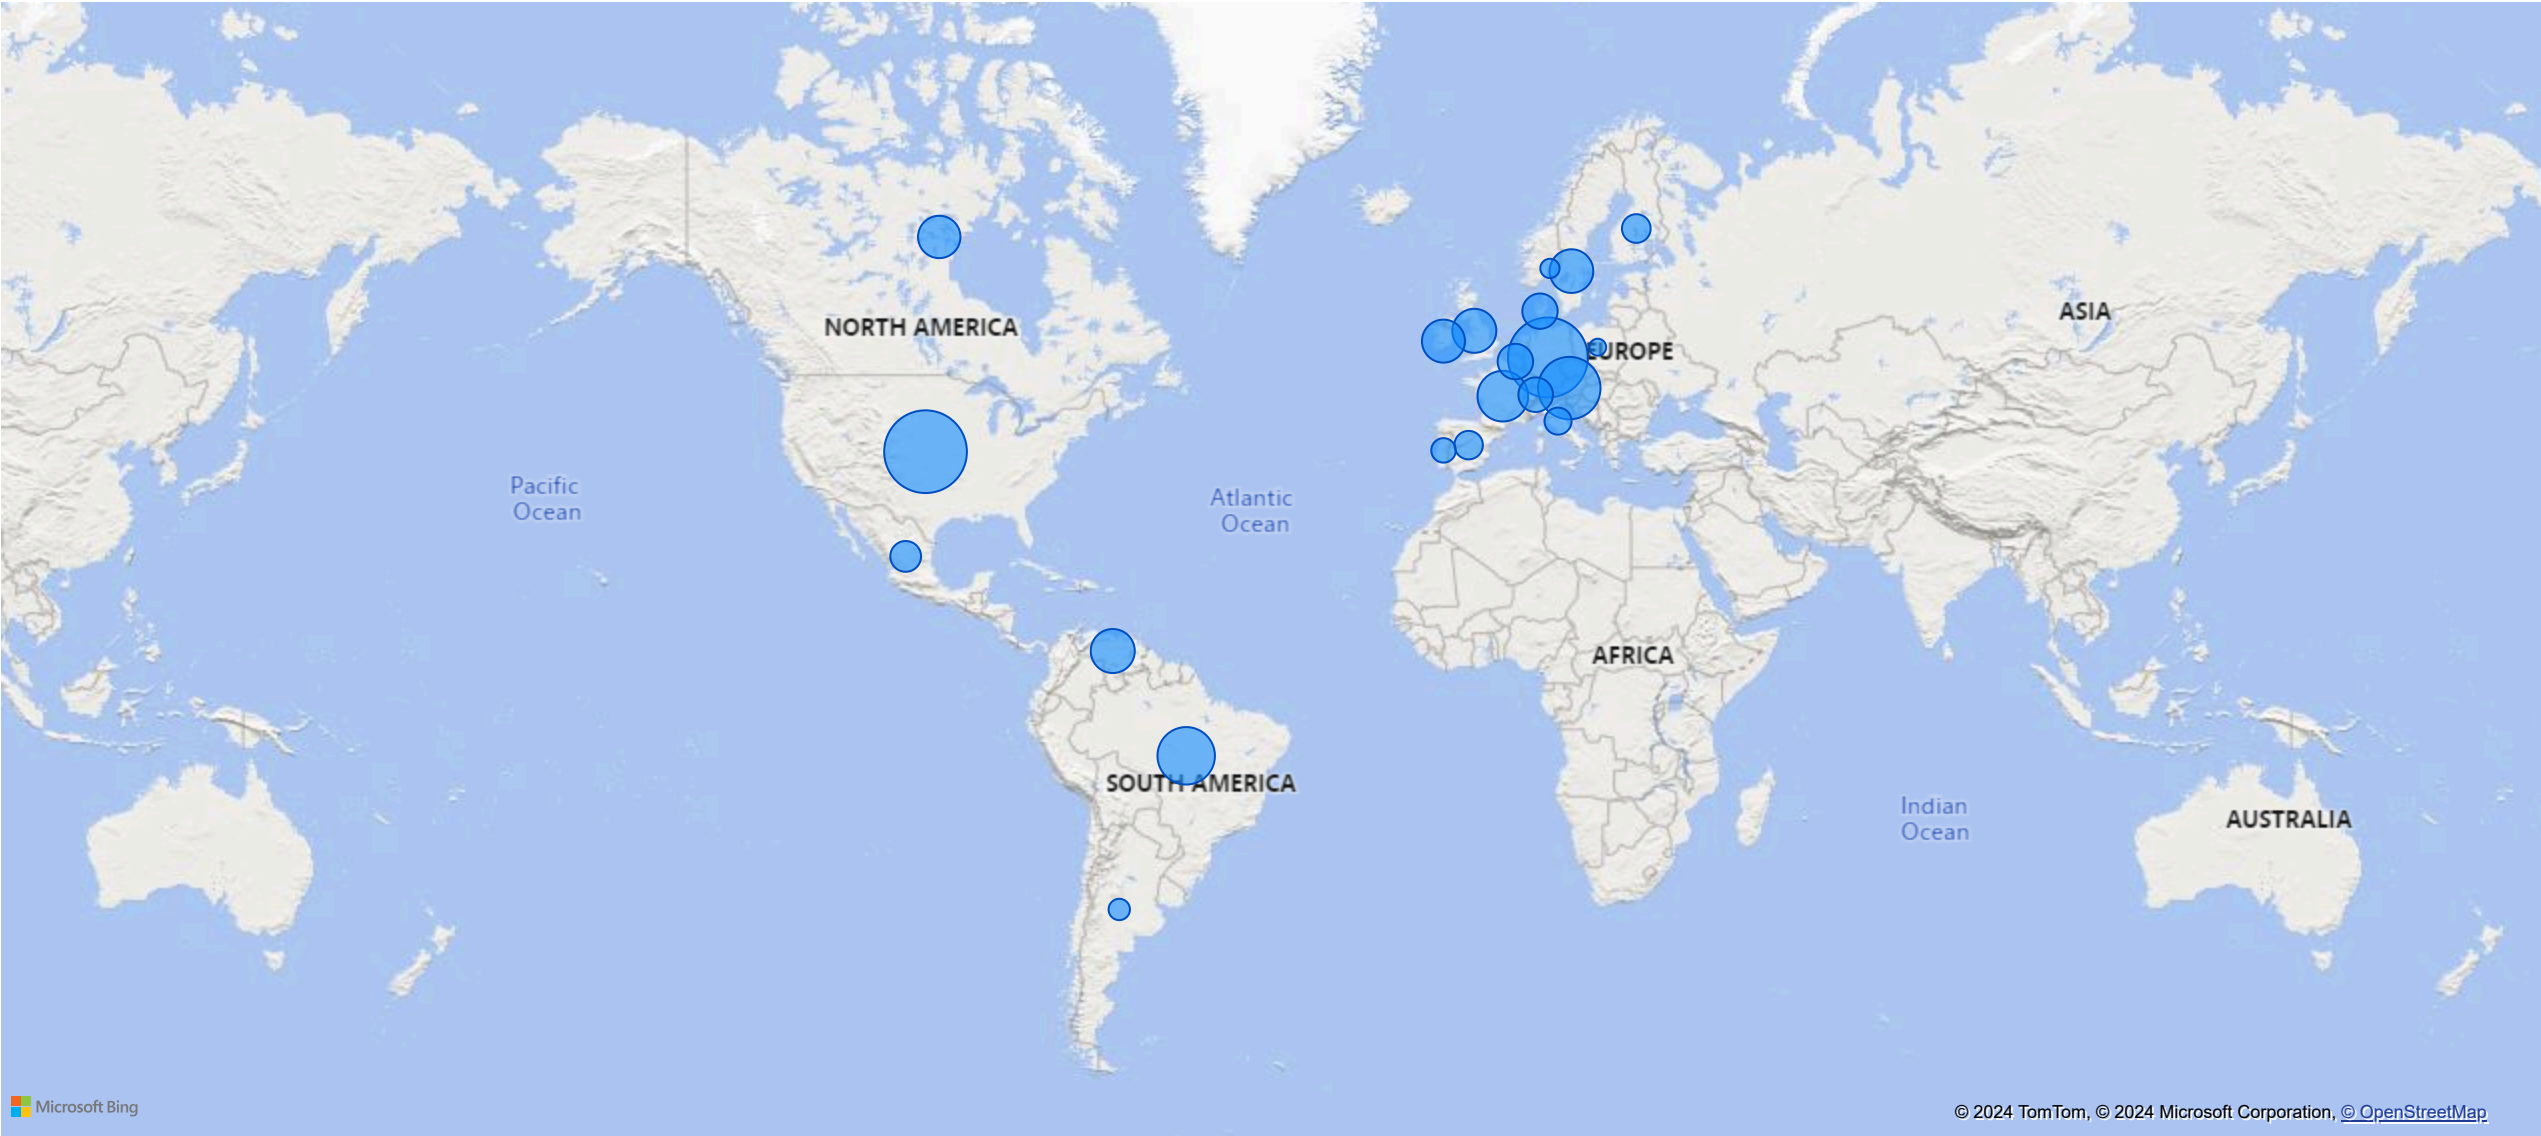 ASIA
NORTH AMERICA
EUROPE
Pacific
Ocean
Atlantic
Ocean
AFRICA
SOUTH AMERICA
Indian
Ocean
AUSTRALIA
Microsoft Bing
© 2024 TomTom, © 2024 Microsoft Corporation, © OpenStreetMap